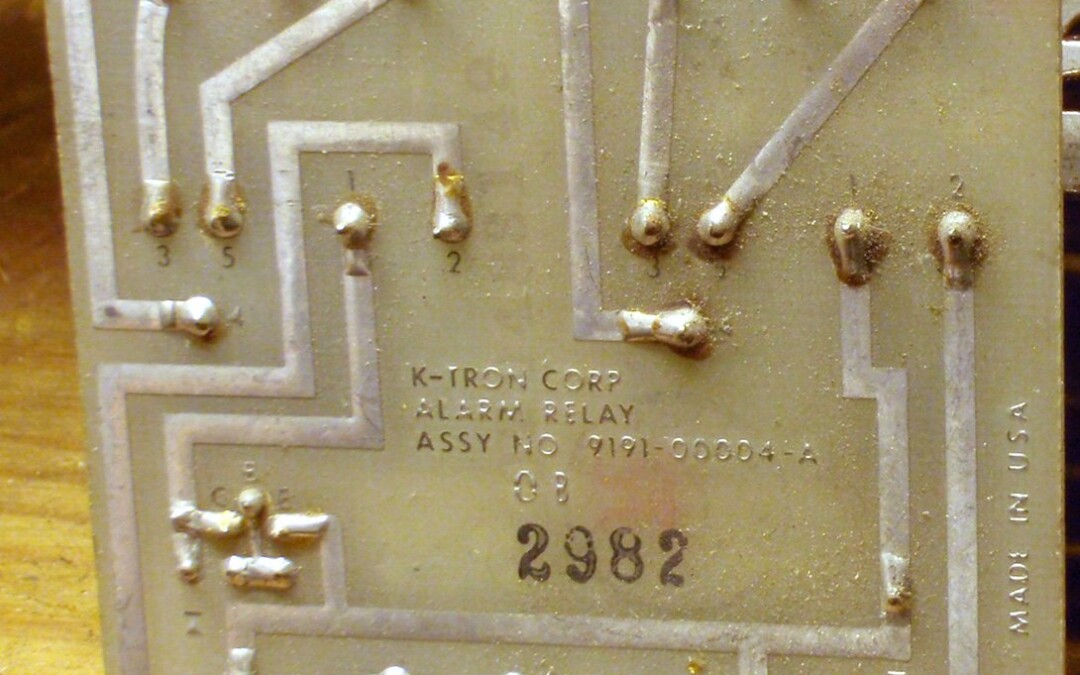 1
1
2
3
5
2
3
4
K-TRON CORP
ALARM RELAY
ASSY NO 9191-00004-A
B
C
E
OB
2982
MADE IN USA